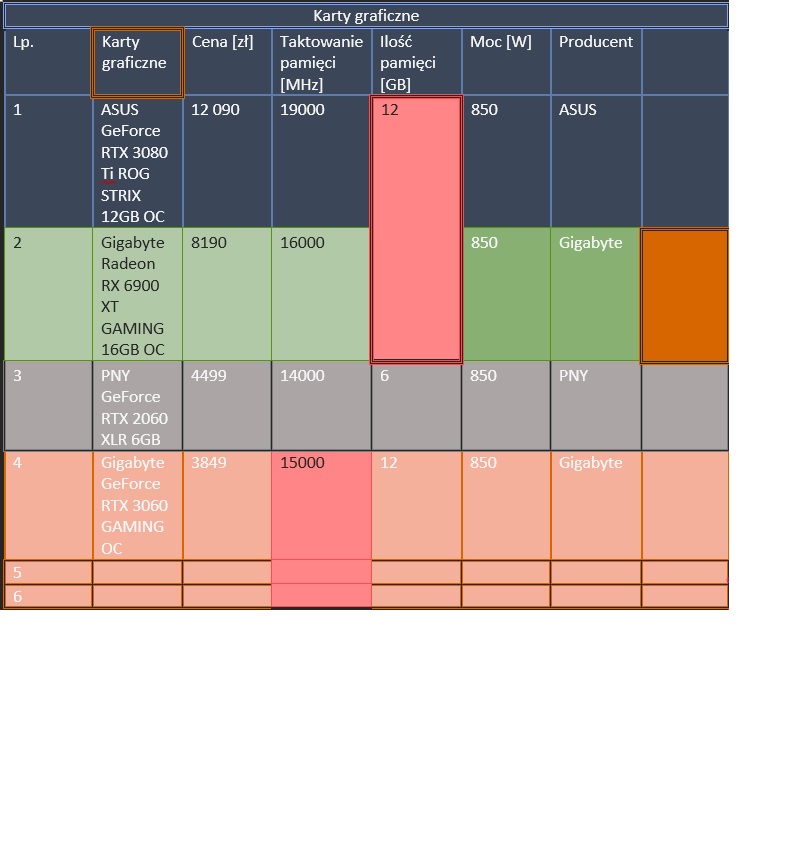 Karty graficzne
Lp.
Karty
graficzne
Cena [zł]
Taktowanie
pamięci
[MHz]
Ilość
pamięci
[GB]
Moc [W]
Producent
1
ASUS
GeForce
RTX 3080
Ti ROG
STRIX
12GB OC
12 090
19000
12
850
ASUS
2
Gigabyte
Radeon
RX 6900
XT
GAMING
16GB OC
8190
16000
850
Gigabyte
3
PNY
GeForce
RTX 2060
XLR 6GB
4499
14000
6
850
PNY
4
Gigabyte
GeForce
RTX 3060
GAMING
OC
3849
15000
12
850
Gigabyte
5
6